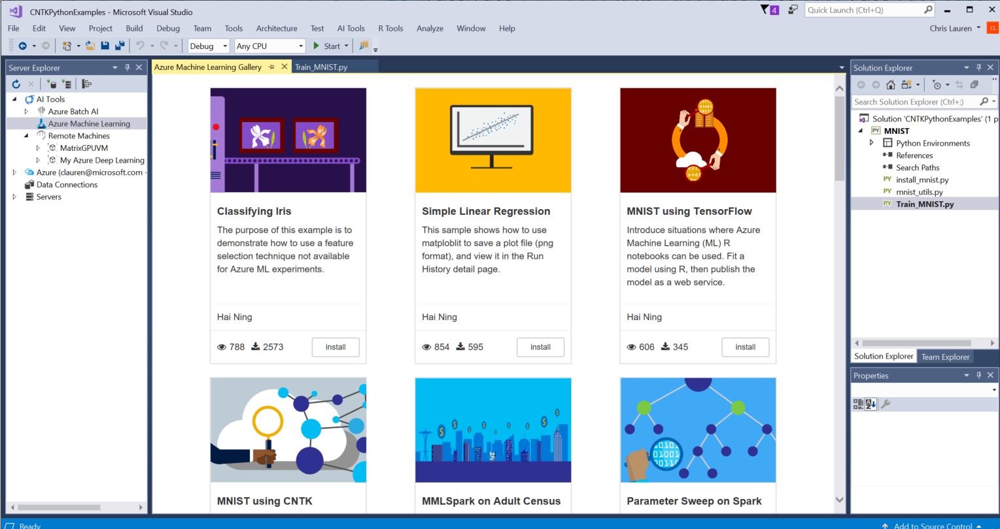 CNTKPythonExamples - Microsoft Visual Studio
4
Quick Launch (Ctrl+Q)
File Edit View Project Build Debug Team Tools Architecture Test AI Tools R Tools Analyze Window Help
Chris Lauren
CL
Debug Any CPU Start
Server Explorer
AI Tools
Azure Batch AI
Azure Machine Learning
Remote Machines
MatrixGPUVM
My Azure Deep Learning
Azure (clauren@microsoft.com -
Data Connections
Servers
Azure Machine Learning Gallery
Train_MNIST.py
Classifying Iris
The purpose of this example is to
demonstrate how to use a feature
selection technique not available
for Azure ML experiments.
Hai Ning
788 2573 install
Simple Linear Regression
This sample shows how to use
matploblit to save a plot file (png
format), and view it in the Run
History detail page.
Hai Ning
854 595 install
MNIST using TensorFlow
Introduce situations where Azure
Machine Learning (ML) R
notebooks can be used. Fit a
model using R, then publish the
model as a web service.
Hai Ning
606 345 install
MNIST using CNTK
MMLSpark on Adult Census
01001
Parameter Sweep on Spark
Solution Explorer
Search Solution Explorer (Ctrl+;)
Solution 'CNTKPythonExamples' (1 p
PY MNIST
Python Environments
References
Search Paths
PY install_mnist.py
PY mnist_utils.py
PY Train_MNIST.py
Solution Explorer Team Explorer
Properties
Ready
Add to Source Control